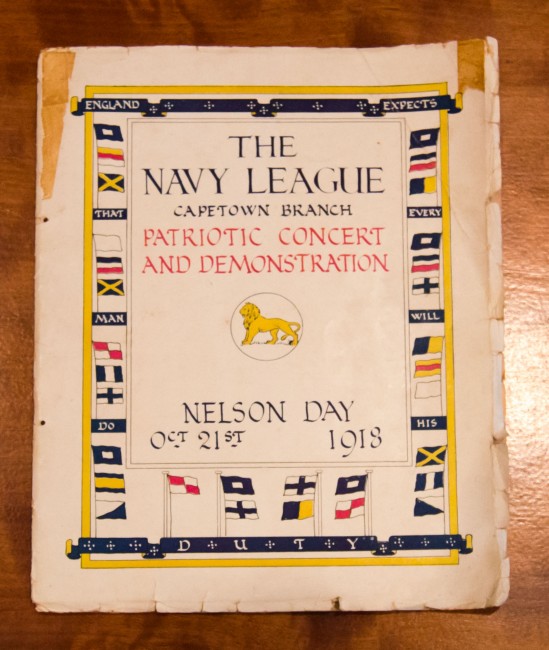 ENGLAND EXPECTS
THAT EVERY
MAN WILL
DO HIS
DUTY
THE
NAVY LEAGUE
CAPETOWN BRANCH
PATRIOTIC CONCERT
AND DEMONSTRATION
NELSON DAY
OCT 21ST 1918